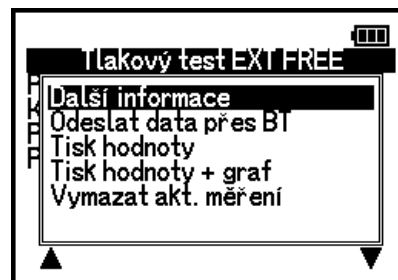 Tlakový test EXT FREE
P
K
P
P
Další informace
Odeslat data přes BT
Tisk hodnoty
Tisk hodnoty + graf
Vymazat akt. měření